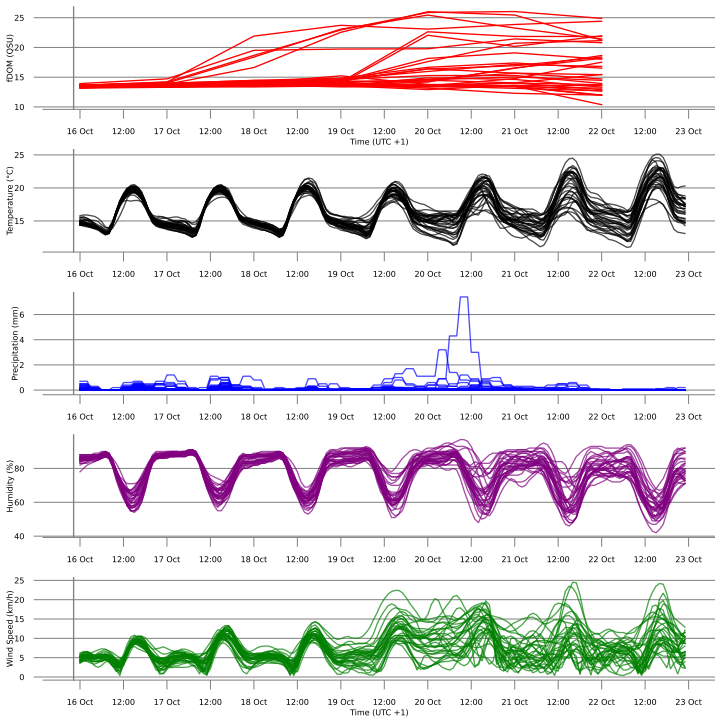 25
20
15
10
fDOM (QSU)
16 Oct 12:00 17 Oct 12:00 18 Oct 12:00 19 Oct 12:00 20 Oct 12:00 21 Oct 12:00 22 Oct 12:00 23 Oct
Time (UTC +1)
25
20
15
Temperature (°C)
16 Oct 12:00 17 Oct 12:00 18 Oct 12:00 19 Oct 12:00 20 Oct 12:00 21 Oct 12:00 22 Oct 12:00 23 Oct
6
4
2
0
Precipitation (mm)
16 Oct 12:00 17 Oct 12:00 18 Oct 12:00 19 Oct 12:00 20 Oct 12:00 21 Oct 12:00 22 Oct 12:00 23 Oct
80
60
40
Humidity (%)
16 Oct 12:00 17 Oct 12:00 18 Oct 12:00 19 Oct 12:00 20 Oct 12:00 21 Oct 12:00 22 Oct 12:00 23 Oct
25
20
15
10
5
0
Wind Speed (km/h)
16 Oct 12:00 17 Oct 12:00 18 Oct 12:00 19 Oct 12:00 20 Oct 12:00 21 Oct 12:00 22 Oct 12:00 23 Oct
Time (UTC +1)